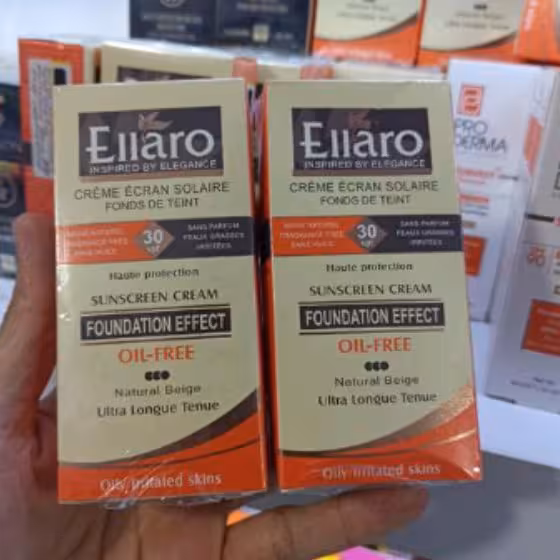 Ellaro
INSPIRED BY ELEGANCE
CRÈME ÉCRAN SOLAIRE
FONDS DE TEINT
30
SANS PARFUM
PEAUX GRASSES
IRRITÉES
Haute protection
SUNSCREEN CREAM
FOUNDATION EFFECT
OIL-FREE
Natural Beige
Ultra Longue Tenue
Oily, irritated skins
Ellaro
INSPIRED BY ELEGANCE
CRÈME ÉCRAN SOLAIRE
FONDS DE TEINT
FRAGRANCE FREE
30
SANS PARFUM
PEAUX GRASSES
IRRITÉES
Haute protection
SUNSCREEN CREAM
FOUNDATION EFFECT
OIL-FREE
Natural Beige
Ultra Longue Tenue
Oily, irritated skins
PRO
DERMA